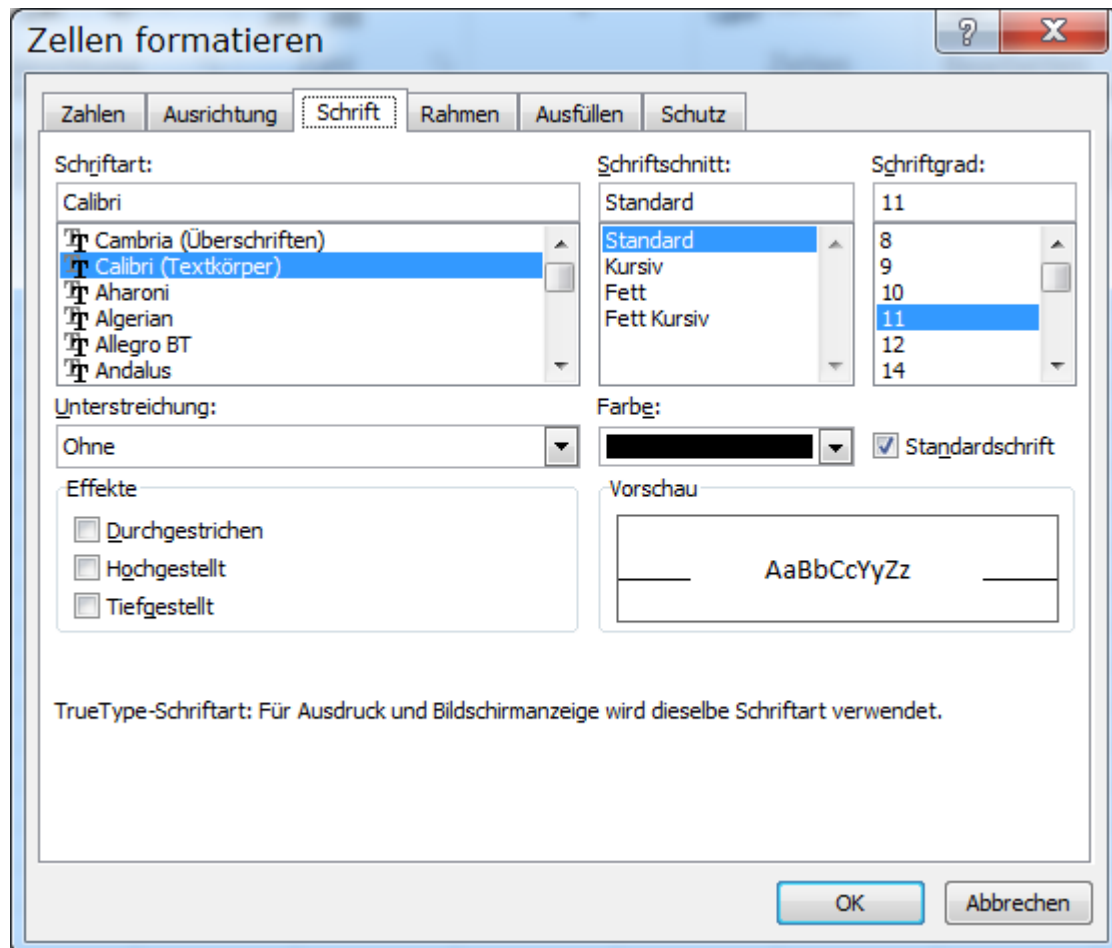 Zellen formatieren
Zahlen Ausrichtung Schrift Rahmen Ausfüllen Schutz
Schriftart: Schriftschnitt: Schriftgrad:
Calibri Standard 11
Cambria (Überschriften) Standard 8
Calibri (Textkörper) Kursiv 9
Aharoni Fett 10
Algerian Fett Kursiv 11
Allegro BT 12
Andalus 14
Unterstreichung: Farbe:
Ohne Standardschrift
Effekte Vorschau
Durchgestrichen
Hochgestellt AaBbCcYyZz
Tiefgestellt
TrueType-Schriftart: Für Ausdruck und Bildschirmanzeige wird dieselbe Schriftart verwendet.
OK Abbrechen